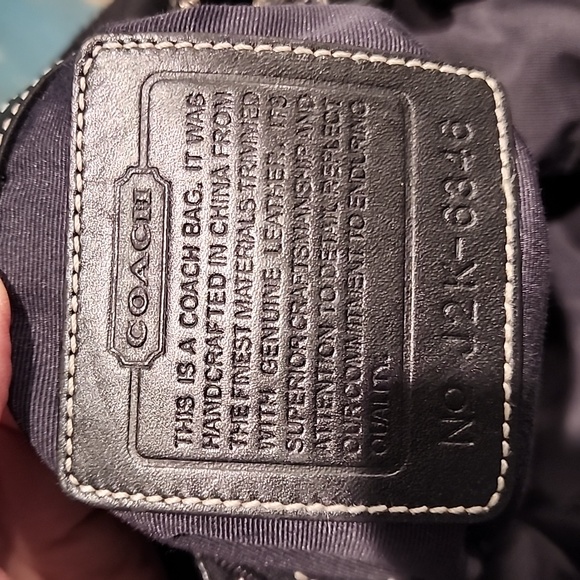 COACH
THIS IS A COACH BAG. IT WAS
HANDCRAFTED IN CHINA FROM
THE FINEST MATERIALS TRIMMED
WITH GENUINE LEATHER. ITS
SUPERIOR CRAFTSMANSHIP AND
ATTENTION TO DETAIL REFLECT
OUR COMMITMENT TO ENDURING
QUALITY.
No J2K-6346